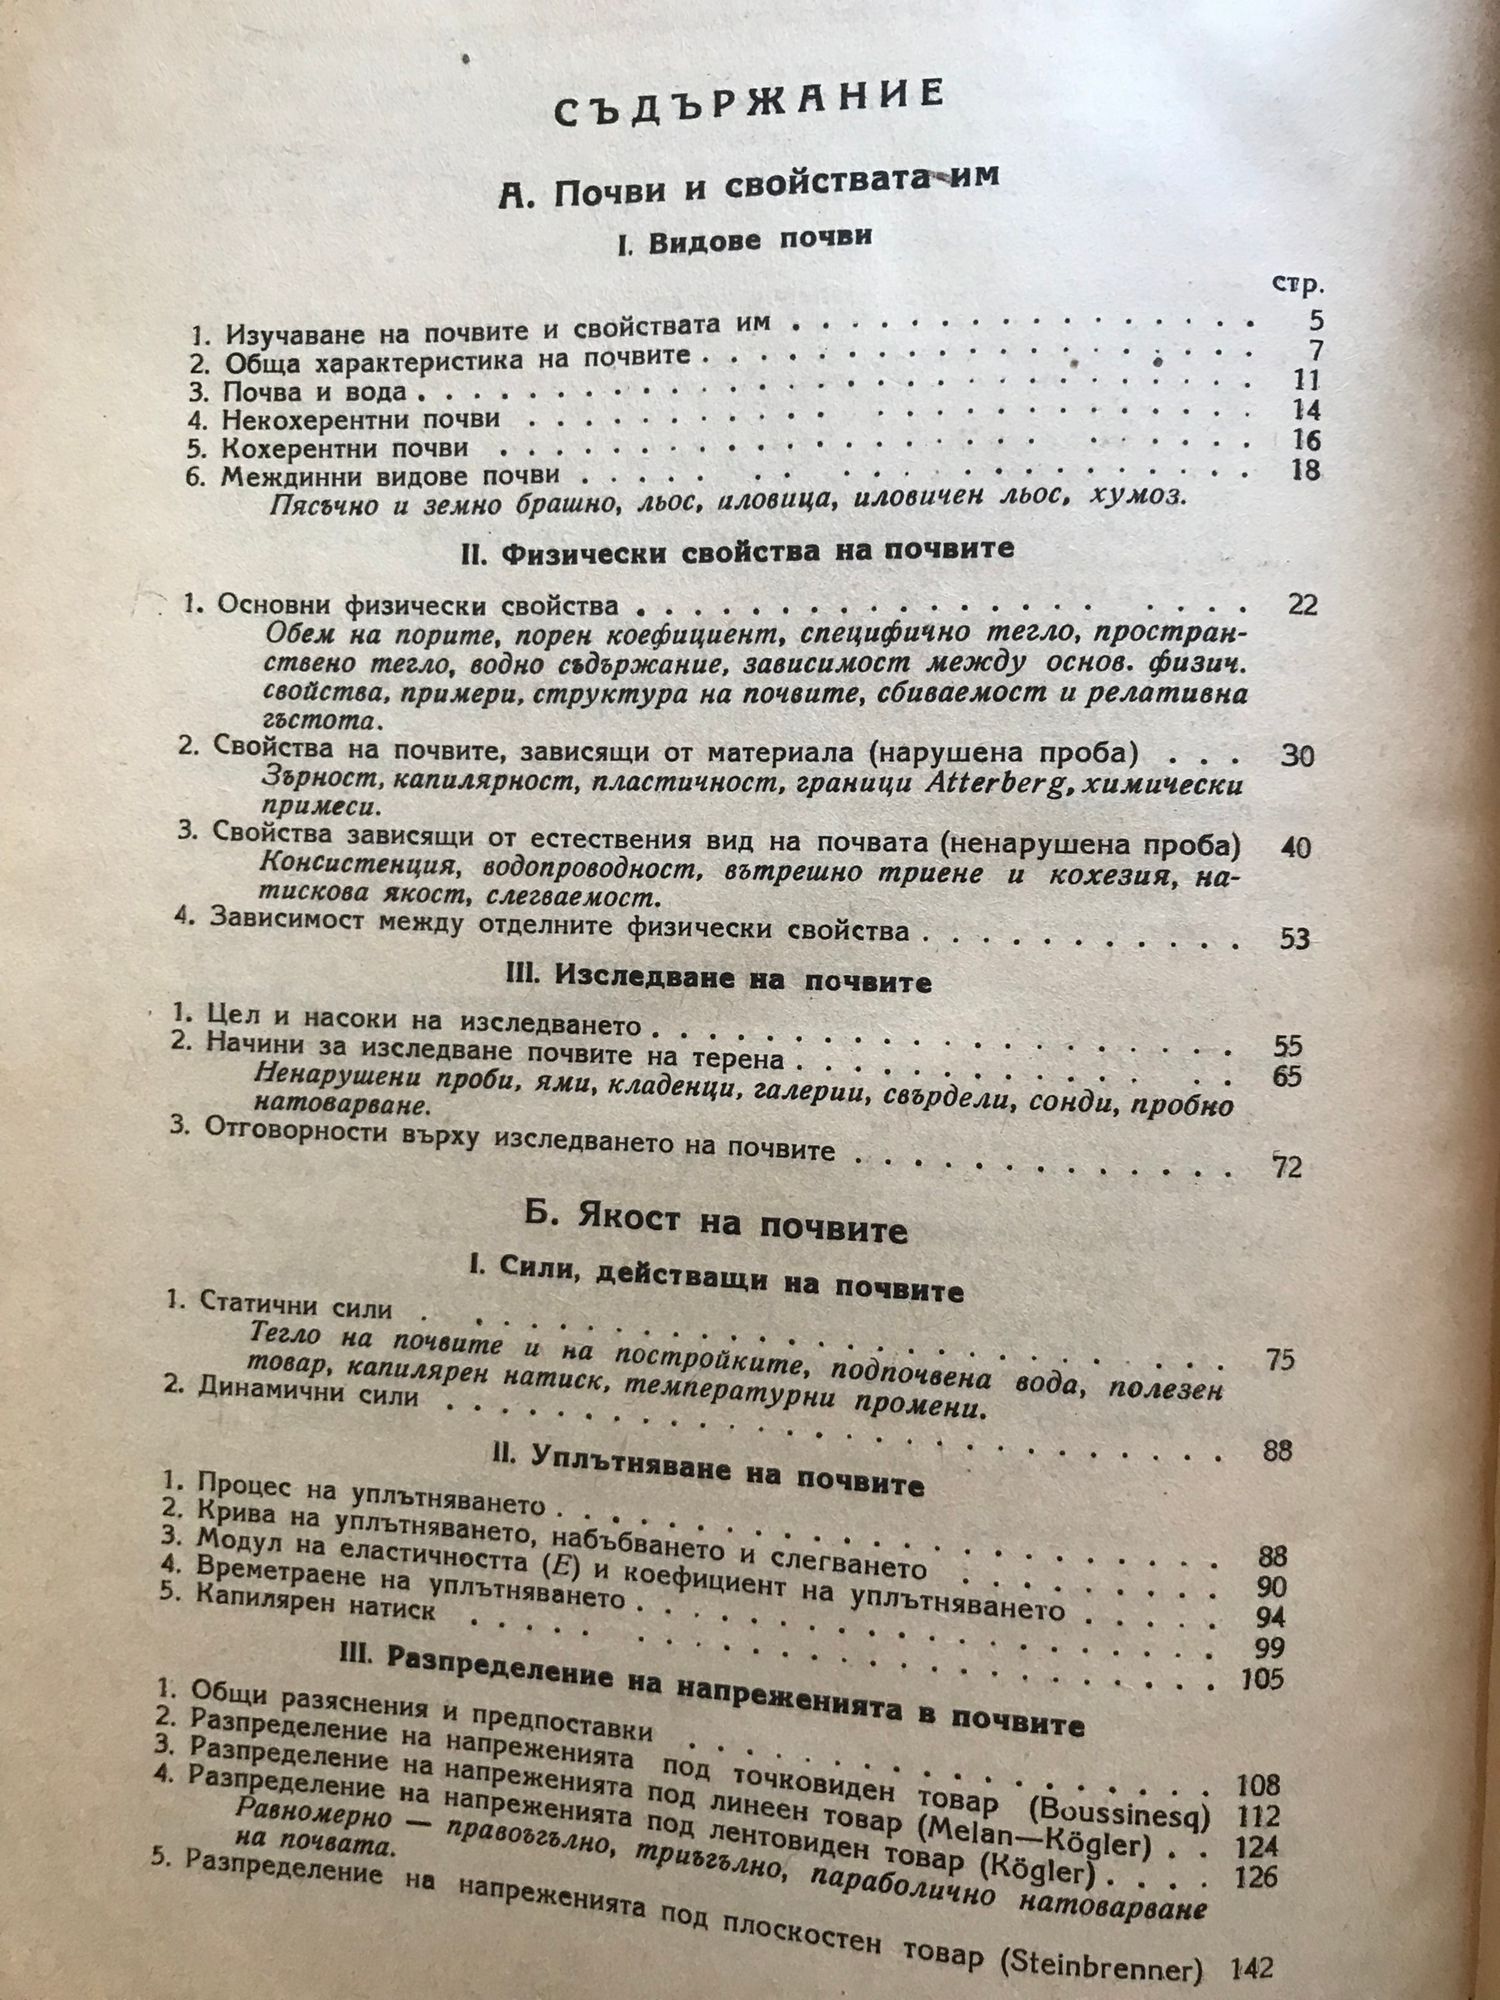 СЪДЪРЖАНИЕ
А. Почви и свойствата им
I. Видове почви
стр.
1. Изучаване на почвите и свойствата им . . . . . . . . . . . . . . . . 5
2. Обща характеристика на почвите . . . . . . . . . . . . . . . . . . . 7
3. Почва и вода . . . . . . . . . . . . . . . . . . . . . . . . . . . . . 11
4. Некохерентни почви . . . . . . . . . . . . . . . . . . . . . . . . 14
5. Кохерентни почви . . . . . . . . . . . . . . . . . . . . . . . . . 16
6. Междинни видове почви . . . . . . . . . . . . . . . . . . . . . . 18
Пясъчно и земно брашно, льос, иловица, иловичен льос, хумоз.
II. Физически свойства на почвите
1. Основни физически свойства . . . . . . . . . . . . . . . . . . . . 22
Обем на порите, порен коефициент, специфично тегло, простран-
ствено тегло, водно съдържание, зависимост между основ. физич.
свойства, примери, структура на почвите, сбиваемост и релативна
гъстота.
2. Свойства на почвите, зависящи от материала (нарушена проба) . . . 30
Зърност, капилярност, пластичност, граници Atterberg, химически
примеси.
3. Свойства зависящи от естествения вид на почвата (ненарушена проба) 40
Консистенция, водопроводност, вътрешно триене и кохезия, на-
тискова якост, слегваемост.
4. Зависимост между отделните физически свойства . . . . . . . . . . . 53
III. Изследване на почвите
1. Цел и насоки на изследването . . . . . . . . . . . . . . . . . . . . 55
2. Начини за изследване почвите на терена . . . . . . . . . . . . . . . 65
Ненарушени проби, ями, кладенци, галерии, свърдели, сонди, пробно
натоварване.
3. Отговорности върху изследването на почвите . . . . . . . . . . . . . 72
Б. Якост на почвите
I. Сили, действащи на почвите
1. Статични сили . . . . . . . . . . . . . . . . . . . . . . . . . . . . 75
Тегло на почвите и на постройките, подпочвена вода, полезен
товар, капилярен натиск, температурни промени.
2. Динамични сили . . . . . . . . . . . . . . . . . . . . . . . . . . . 88
II. Уплътняване на почвите
1. Процес на уплътняването . . . . . . . . . . . . . . . . . . . . . . . 88
2. Крива на уплътняването, набъбването и слегването . . . . . . . . . . 90
3. Модул на еластичността (E) и коефициент на уплътняването . . . . . 94
4. Времетраене на уплътняването . . . . . . . . . . . . . . . . . . . . 99
5. Капилярен натиск . . . . . . . . . . . . . . . . . . . . . . . . . . 105
III. Разпределение на напреженията в почвите
1. Общи разяснения и предпоставки . . . . . . . . . . . . . . . . . . . 108
2. Разпределение на напреженията под точковиден товар (Boussinesq) 112
3. Разпределение на напреженията под линеен товар (Melan—Kögler) . . 124
4. Разпределение на напреженията под лентовиден товар (Kögler) . . . . 126
Равномерно — правоъгълно, триъгълно, параболично натоварване
на почвата.
5. Разпределение на напреженията под плоскостен товар (Steinbrenner) 142